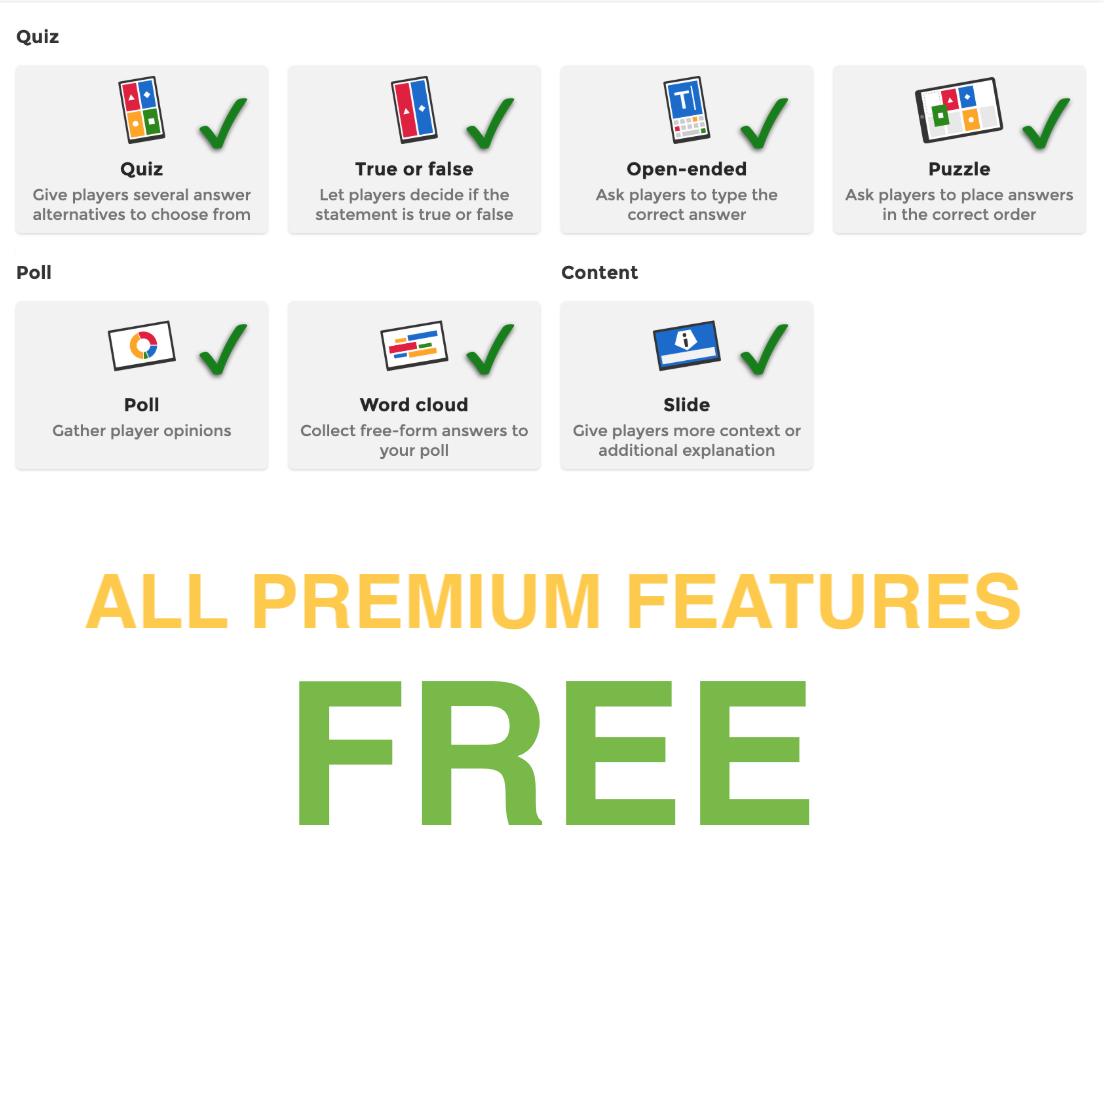 Quiz
Quiz
Give players several answer
alternatives to choose from
True or false
Let players decide if the
statement is true or false
Open-ended
Ask players to type the
correct answer
Puzzle
Ask players to place answers
in the correct order
Poll
Content
Poll
Gather player opinions
Word cloud
Collect free-form answers to
your poll
Slide
Give players more context or
additional explanation
ALL PREMIUM FEATURES
FREE